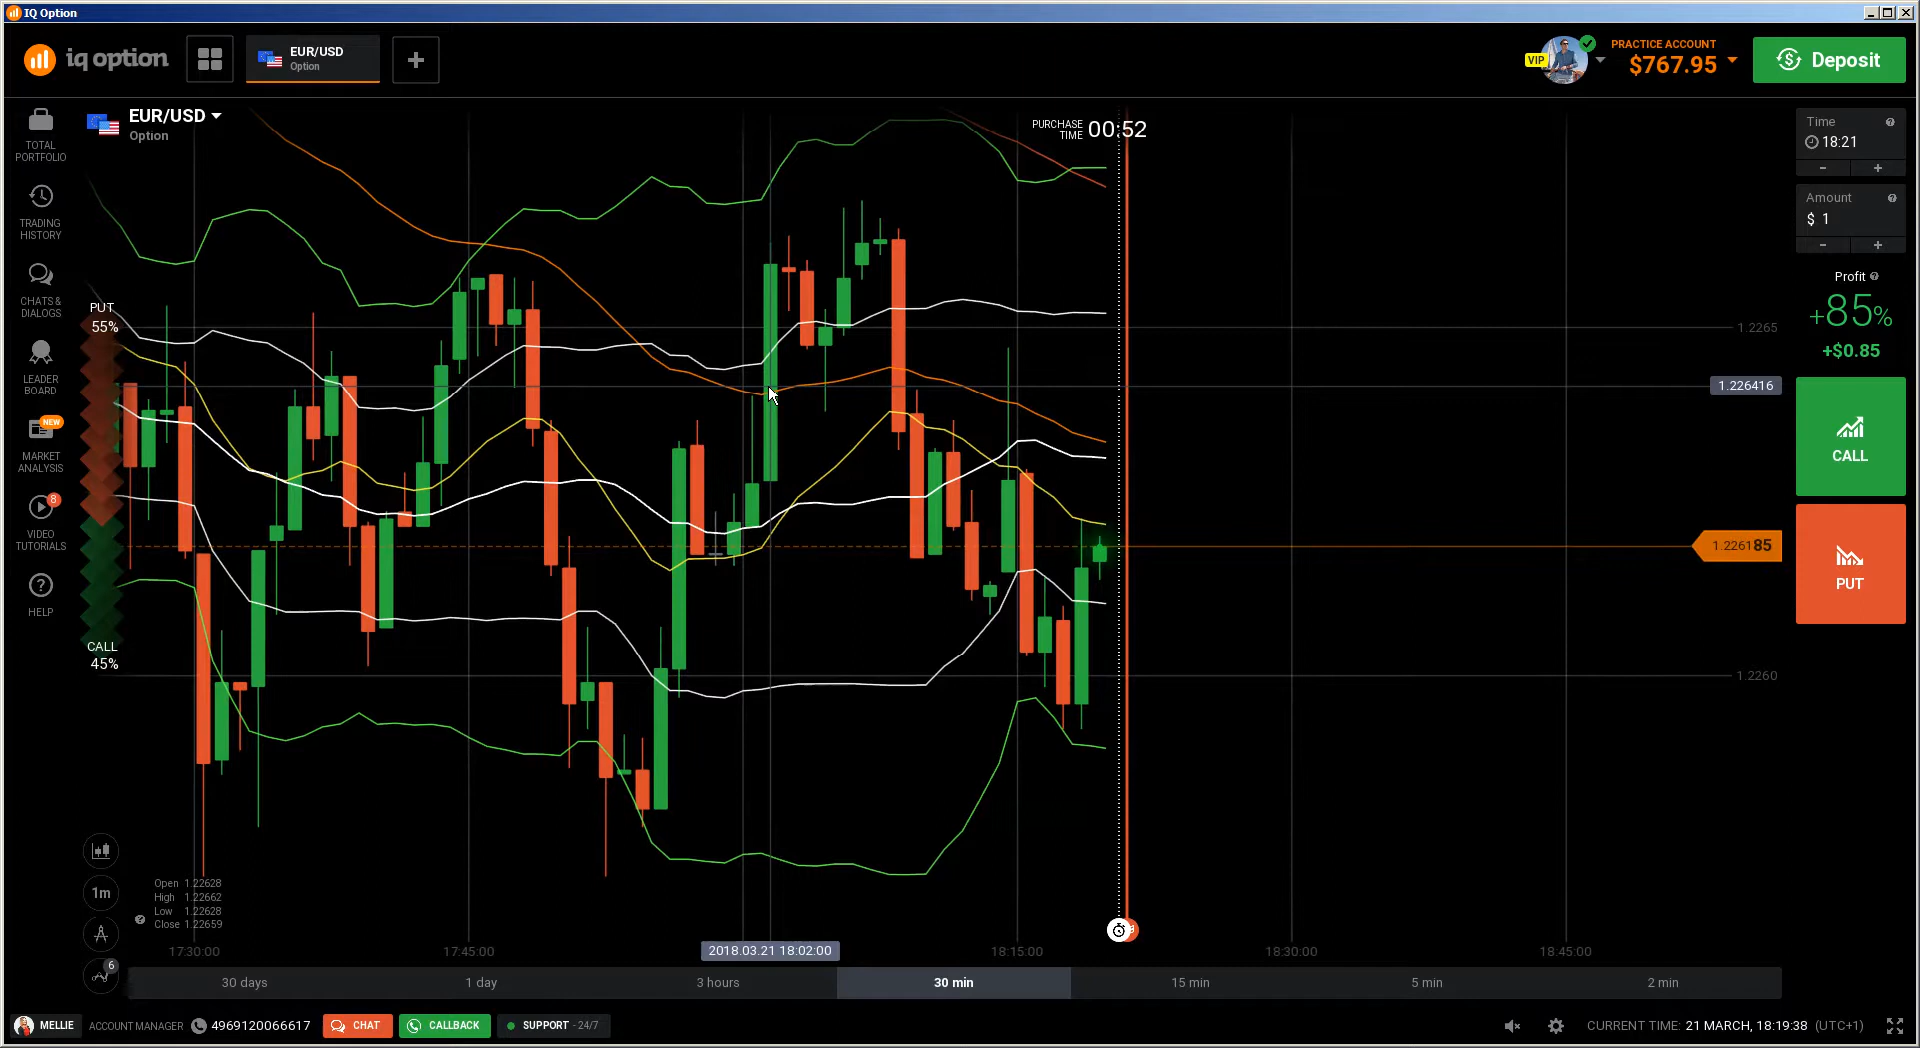 IQ Option
iq option
EUR/USD
Option
VIP
PRACTICE ACCOUNT
$767.95
Deposit
EUR/USD
Option
PURCHASE
TIME
00:52
Time
18:21
-
+
Amount
$ 1
-
+
Profit
+85%
+$0.85
CALL
PUT
TOTAL
PORTFOLIO
TRADING
HISTORY
CHATS &
DIALOGS
LEADER
BOARD
NEW
MARKET
ANALYSIS
8
VIDEO
TUTORIALS
HELP
PUT
55%
CALL
45%
1.2265
1.226416
1.226185
1.2260
1m
6
Open 1.22628
High 1.22662
Low 1.22628
Close 1.22659
17:30:00
17:45:00
2018.03.21 18:02:00
18:15:00
18:30:00
18:45:00
30 days
1 day
3 hours
30 min
15 min
5 min
2 min
MELLIE
ACCOUNT MANAGER
4969120066617
CHAT
CALLBACK
SUPPORT - 24/7
CURRENT TIME: 21 MARCH, 18:19:38 (UTC+1)